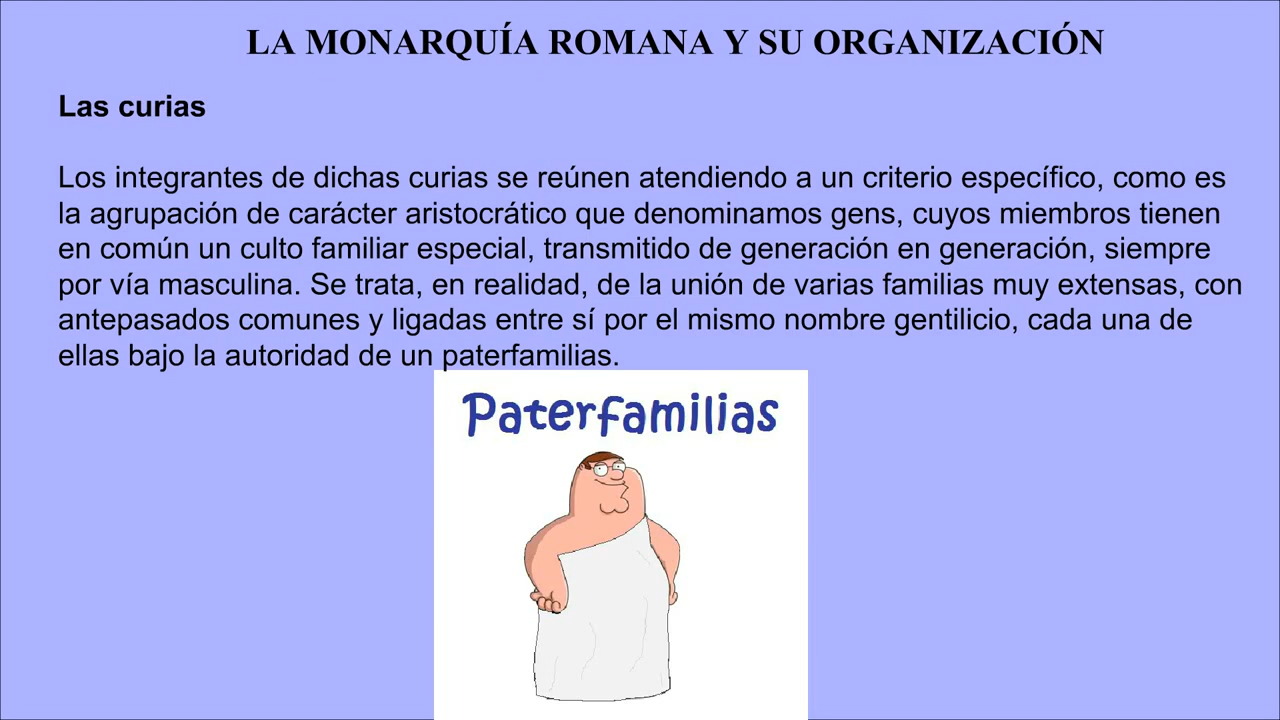 LA MONARQUÍA ROMANA Y SU ORGANIZACIÓN
Las curias
Los integrantes de dichas curias se reúnen atendiendo a un criterio específico, como es
la agrupación de carácter aristocrático que denominamos gens, cuyos miembros tienen
en común un culto familiar especial, transmitido de generación en generación, siempre
por vía masculina. Se trata, en realidad, de la unión de varias familias muy extensas, con
antepasados comunes y ligadas entre sí por el mismo nombre gentilicio, cada una de
ellas bajo la autoridad de un paterfamilias.
Paterfamilias